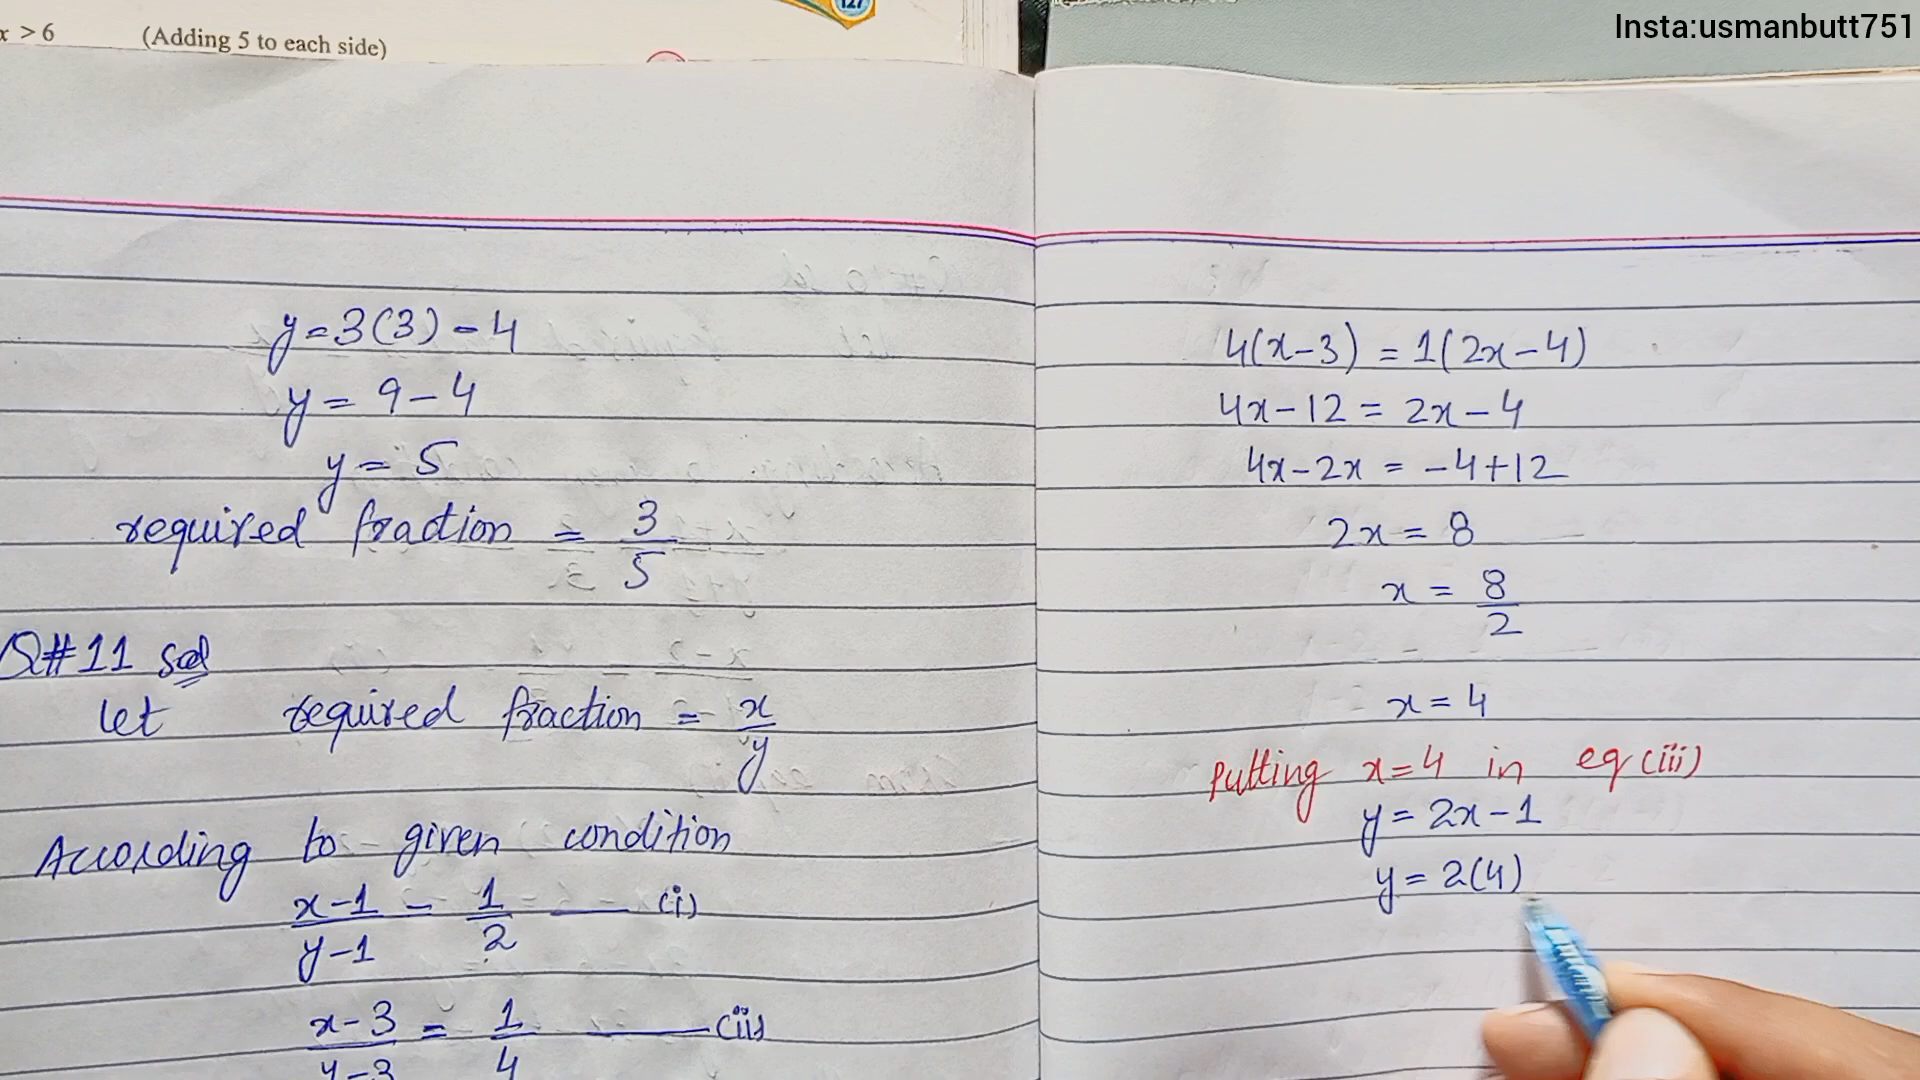 Insta:usmanbutt751
x > 6 (Adding 5 to each side)
127
y = 3(3) - 4
y = 9 - 4
y = 5
required fraction = 3/5
Q#11 Sol
let required fraction = x/y
According to given condition
x-1/y-1 = 1/2 — (i)
x-3/y-3 = 1/4 — (ii)
4(x-3) = 1(2x-4)
4x-12 = 2x-4
4x-2x = -4+12
2x = 8
x = 8/2
x = 4
Putting x=4 in eq (iii)
y = 2x-1
y = 2(4)